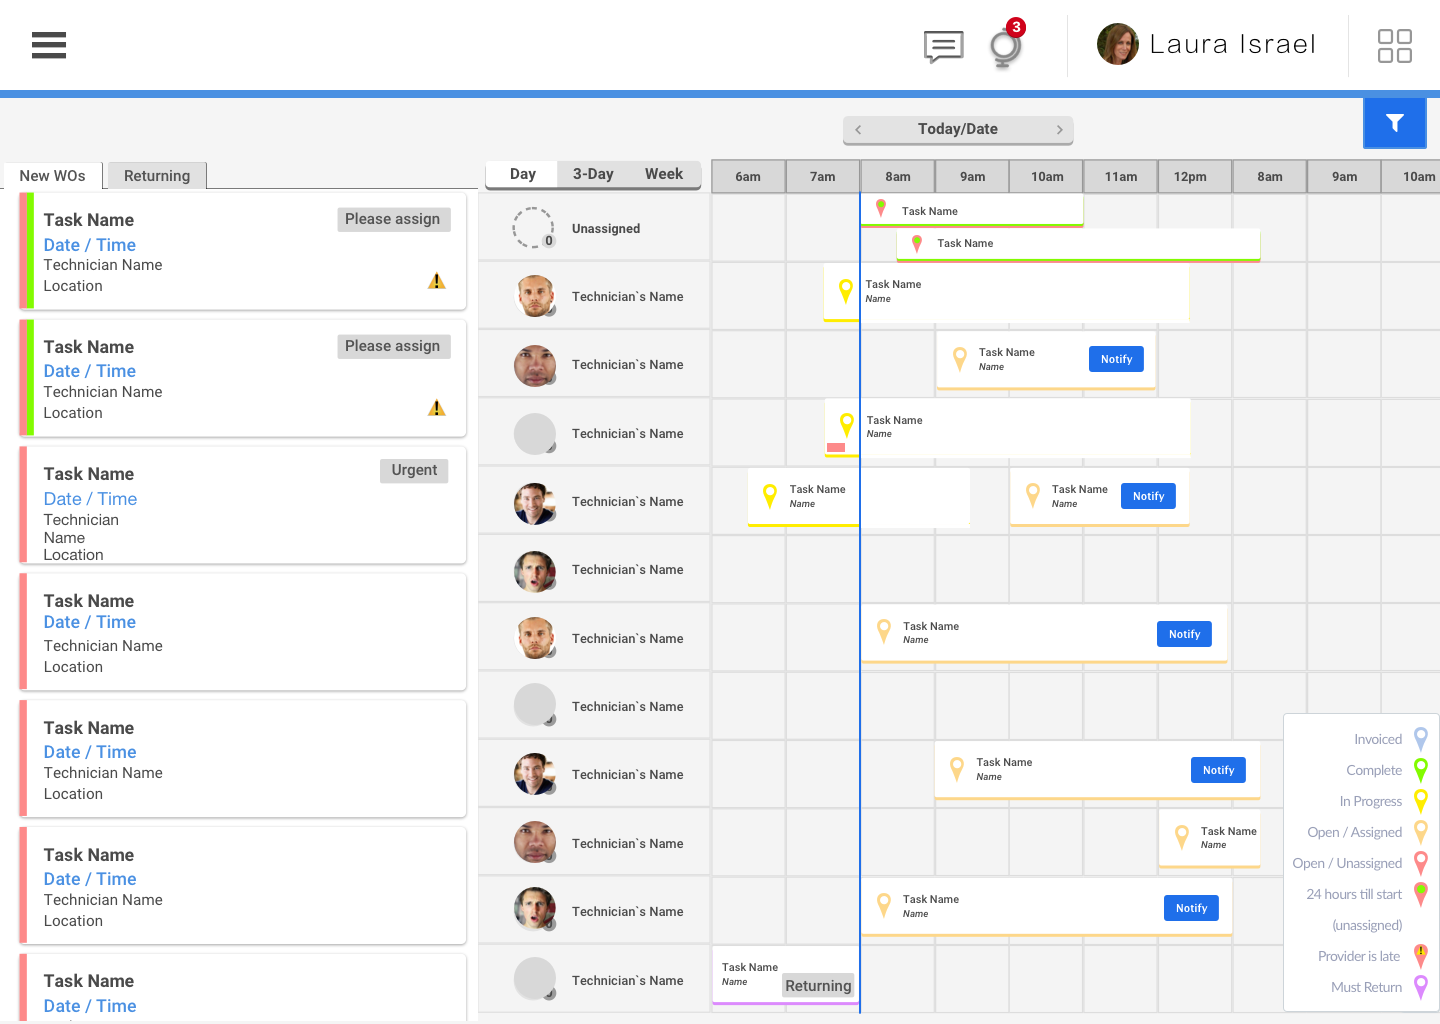 3
Laura Israel
Today/Date
New WOs
Returning
Day
3-Day
Week
6am
7am
8am
9am
10am
11am
12pm
8am
9am
10am
Task Name
Please assign
Date / Time
Technician Name
Location
Task Name
Please assign
Date / Time
Technician Name
Location
Task Name
Urgent
Date / Time
Technician
Name
Location
Task Name
Date / Time
Technician Name
Location
Task Name
Date / Time
Technician Name
Location
Task Name
Date / Time
Technician Name
Location
Task Name
Date / Time
0
Unassigned
Task Name
Task Name
Technician`s Name
Task Name
Name
Technician`s Name
Task Name
Name
Notify
Technician`s Name
Task Name
Name
Technician`s Name
Task Name
Name
Task Name
Name
Notify
Technician`s Name
Technician`s Name
Task Name
Name
Notify
Technician`s Name
Technician`s Name
Task Name
Name
Notify
Technician`s Name
Task Name
Name
Technician`s Name
Task Name
Name
Notify
Technician`s Name
Task Name
Name
Returning
Invoiced
Complete
In Progress
Open / Assigned
Open / Unassigned
24 hours till start
(unassigned)
Provider is late
Must Return